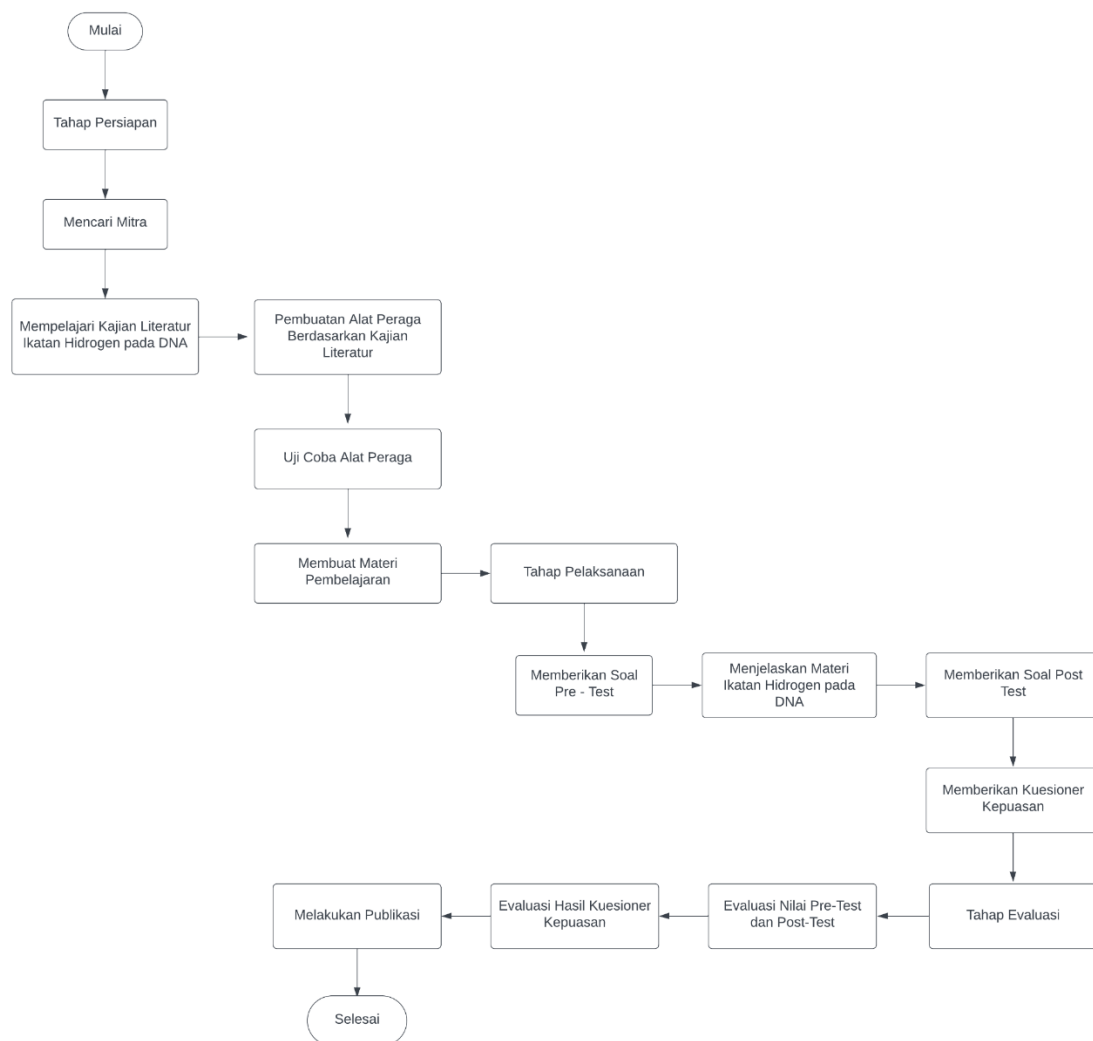 Mulai
Tahap Persiapan
Mencari Mitra
Mempelajari Kajian Literatur
Ikatan Hidrogen pada DNA
Pembuatan Alat Peraga
Berdasarkan Kajian
Literatur
Uji Coba Alat Peraga
Membuat Materi
Pembelajaran
Tahap Pelaksanaan
Memberikan Soal
Pre - Test
Menjelaskan Materi
Ikatan Hidrogen pada
DNA
Memberikan Soal Post
Test
Memberikan Kuesioner
Kepuasan
Tahap Evaluasi
Evaluasi Nilai Pre-Test
dan Post-Test
Evaluasi Hasil Kuesioner
Kepuasan
Melakukan Publikasi
Selesai